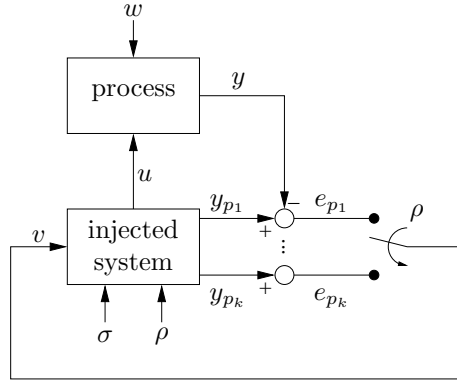 w
process
y
u
y_{p_1}
−
e_{p_1}
ρ
+
v
injected
system
⋮
y_{p_k}
+
e_{p_k}
σ
ρ